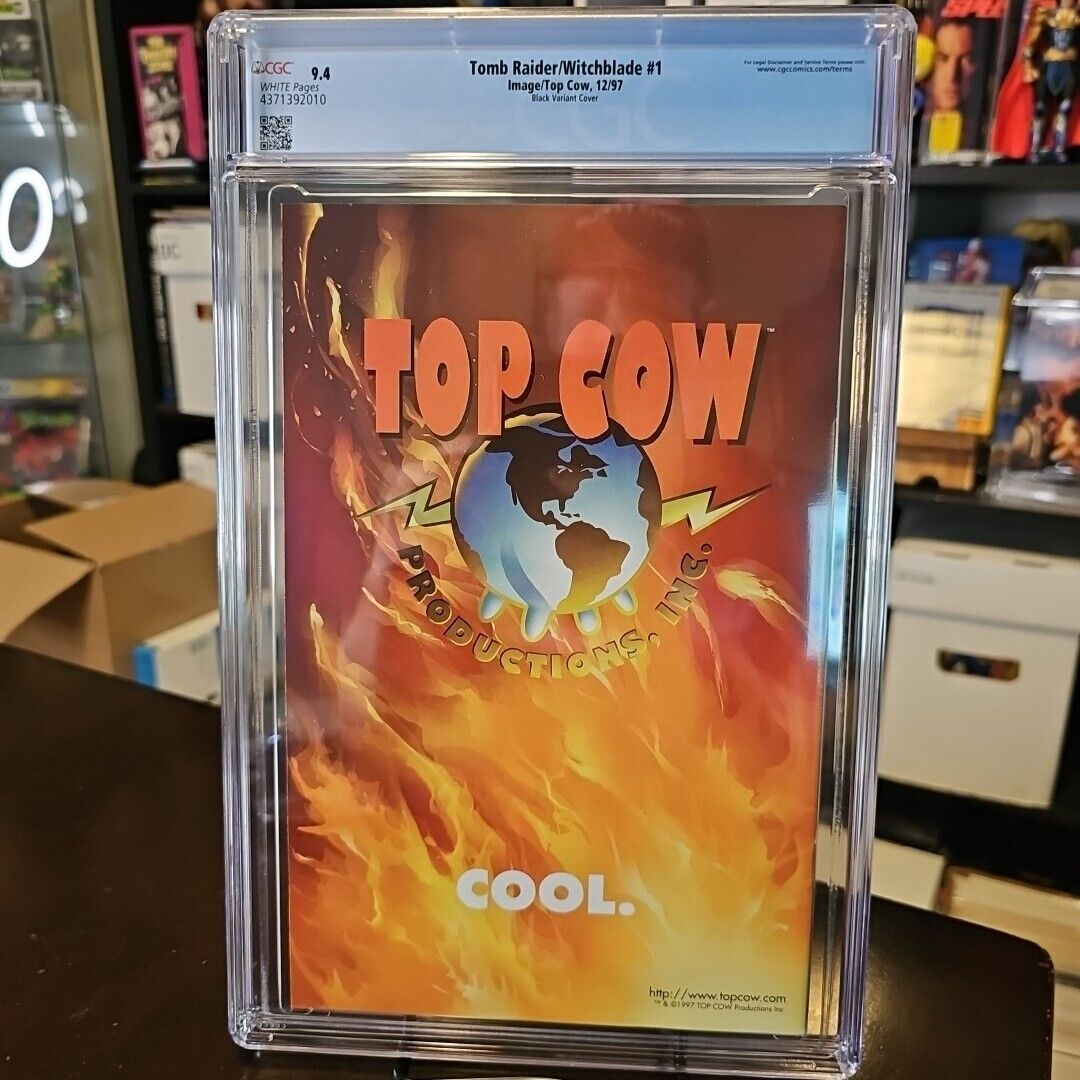 CGC 9.4
WHITE Pages
4371392010
Tomb Raider/Witchblade #1
Image/Top Cow, 12/97
Black Variant Cover
For Legal Disclaimer and Service Terms please visit:
www.cgccomics.com/terms
TOP COW™
PRODUCTIONS, INC.
COOL.
http://www.topcow.com
™ & ©1997 TOP COW Productions Inc.